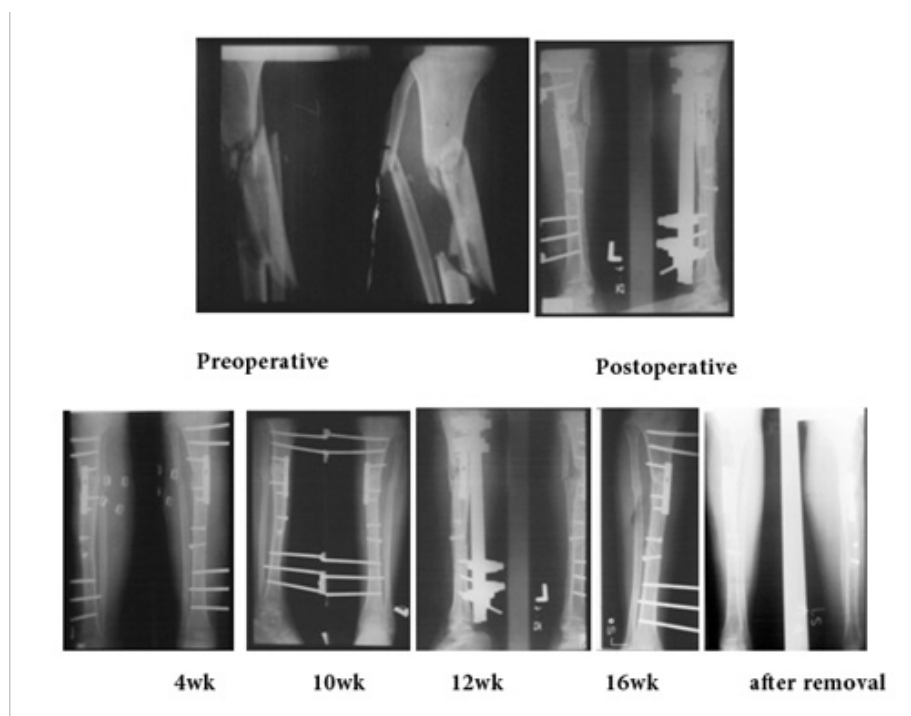 Preoperative
Postoperative
L
L
4wk
10wk
12wk
16wk
after removal